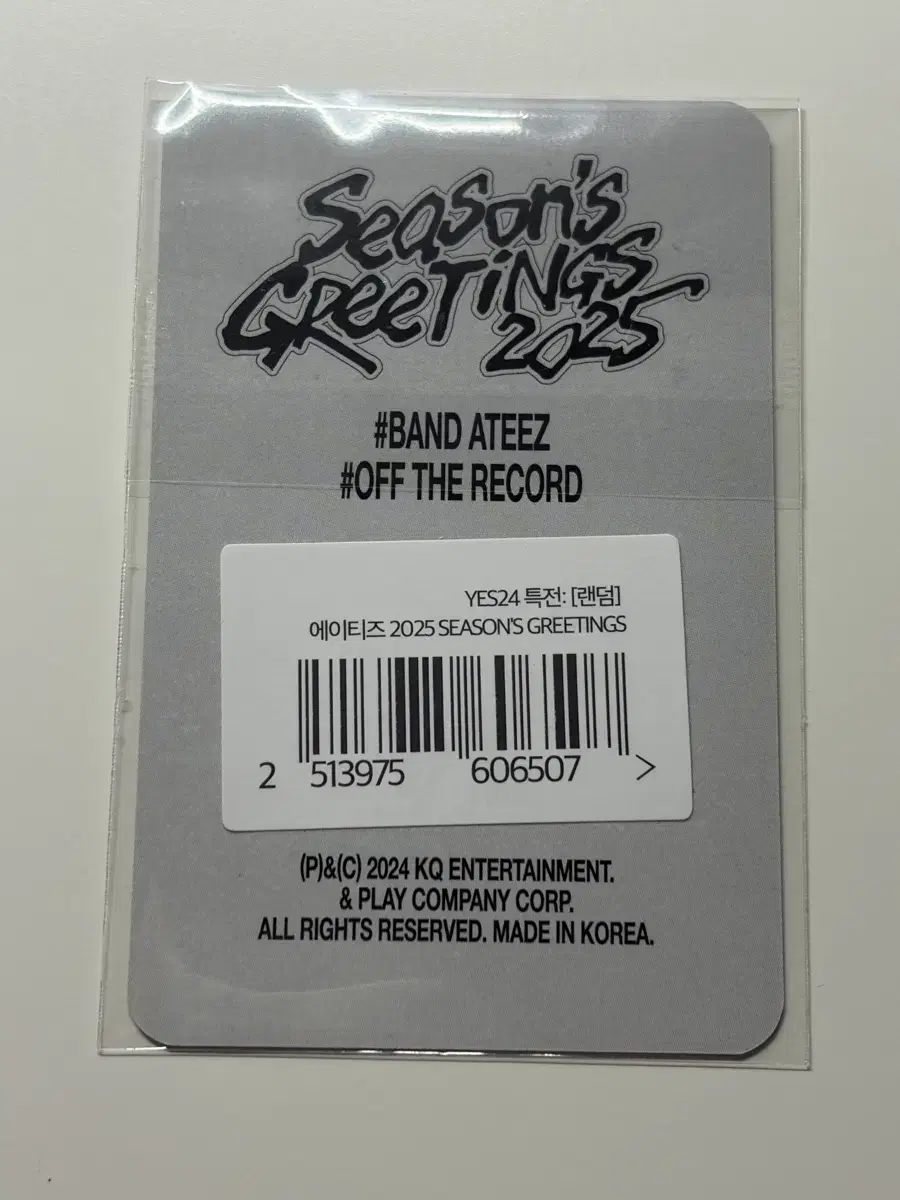 Season's
GReeTiNGS
2025
#BAND ATEEZ
#OFF THE RECORD
YES24 특전: [랜덤]
에이티즈 2025 SEASON'S GREETINGS
2 513975 606507 >
(P)&(C) 2024 KQ ENTERTAINMENT.
& PLAY COMPANY CORP.
ALL RIGHTS RESERVED. MADE IN KOREA.